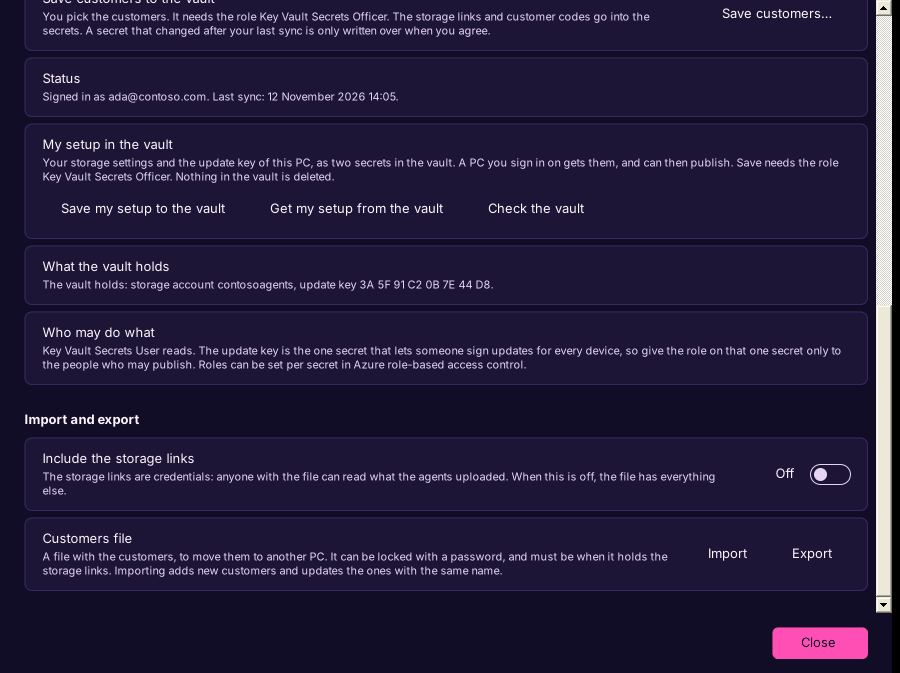 Save customers to the vault
You pick the customers. It needs the role Key Vault Secrets Officer. The storage links and customer codes go into the
secrets. A secret that changed after your last sync is only written over when you agree.
Save customers...
Status
Signed in as ada@contoso.com. Last sync: 12 November 2026 14:05.
My setup in the vault
Your storage settings and the update key of this PC, as two secrets in the vault. A PC you sign in on gets them, and can then publish. Save needs the role
Key Vault Secrets Officer. Nothing in the vault is deleted.
Save my setup to the vault
Get my setup from the vault
Check the vault
What the vault holds
The vault holds: storage account contosoagents, update key 3A 5F 91 C2 0B 7E 44 D8.
Who may do what
Key Vault Secrets User reads. The update key is the one secret that lets someone sign updates for every device, so give the role on that one secret only to
the people who may publish. Roles can be set per secret in Azure role-based access control.
Import and export
Include the storage links
The storage links are credentials: anyone with the file can read what the agents uploaded. When this is off, the file has everything
else.
Off
Customers file
A file with the customers, to move them to another PC. It can be locked with a password, and must be when it holds the
storage links. Importing adds new customers and updates the ones with the same name.
Import
Export
Close